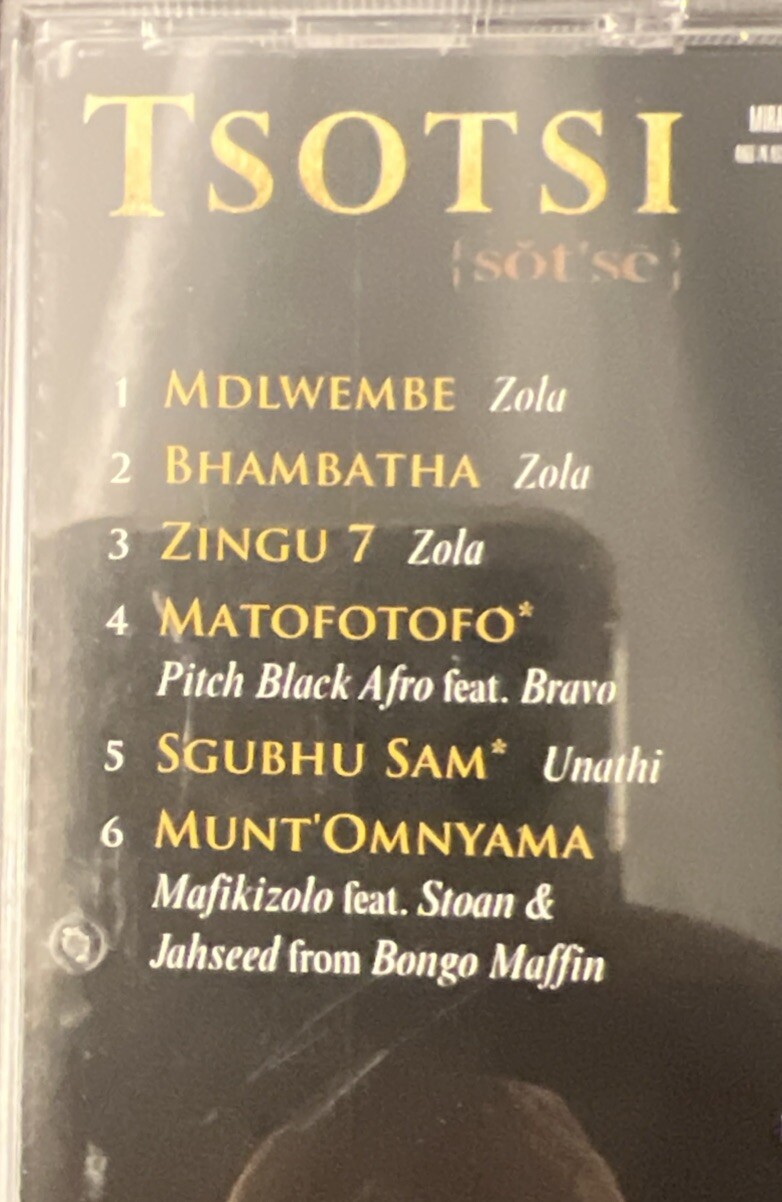 TSOTSI
{sŏt'sē}
1 MDLWEMBE Zola
2 BHAMBATHA Zola
3 ZINGU 7 Zola
4 MATOFOTOFO*
Pitch Black Afro feat. Bravo
5 SGUBHU SAM* Unathi
6 MUNT'OMNYAMA
Mafikizolo feat. Stoan &
Jahseed from Bongo Maffin